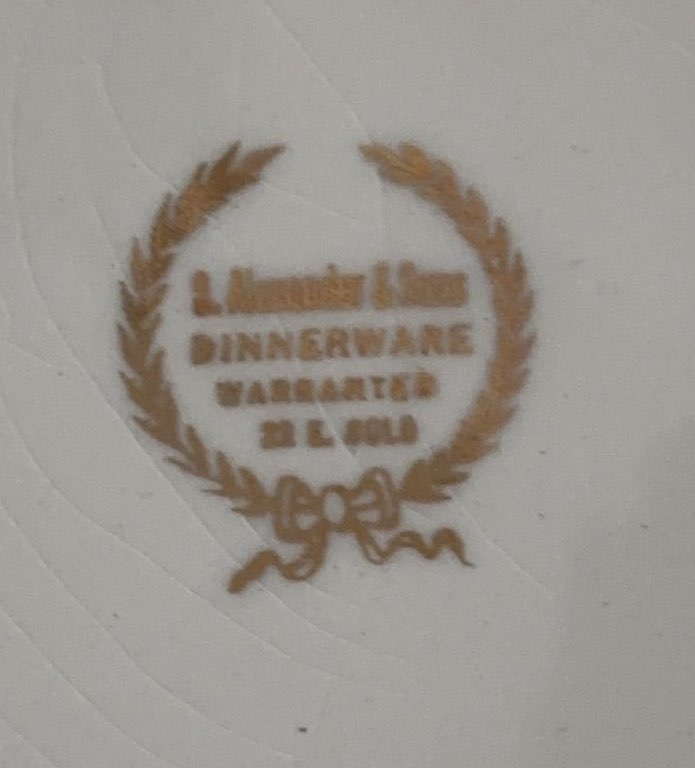 S. Alexander & Sons
DINNERWARE
WARRANTED
22 K. GOLD